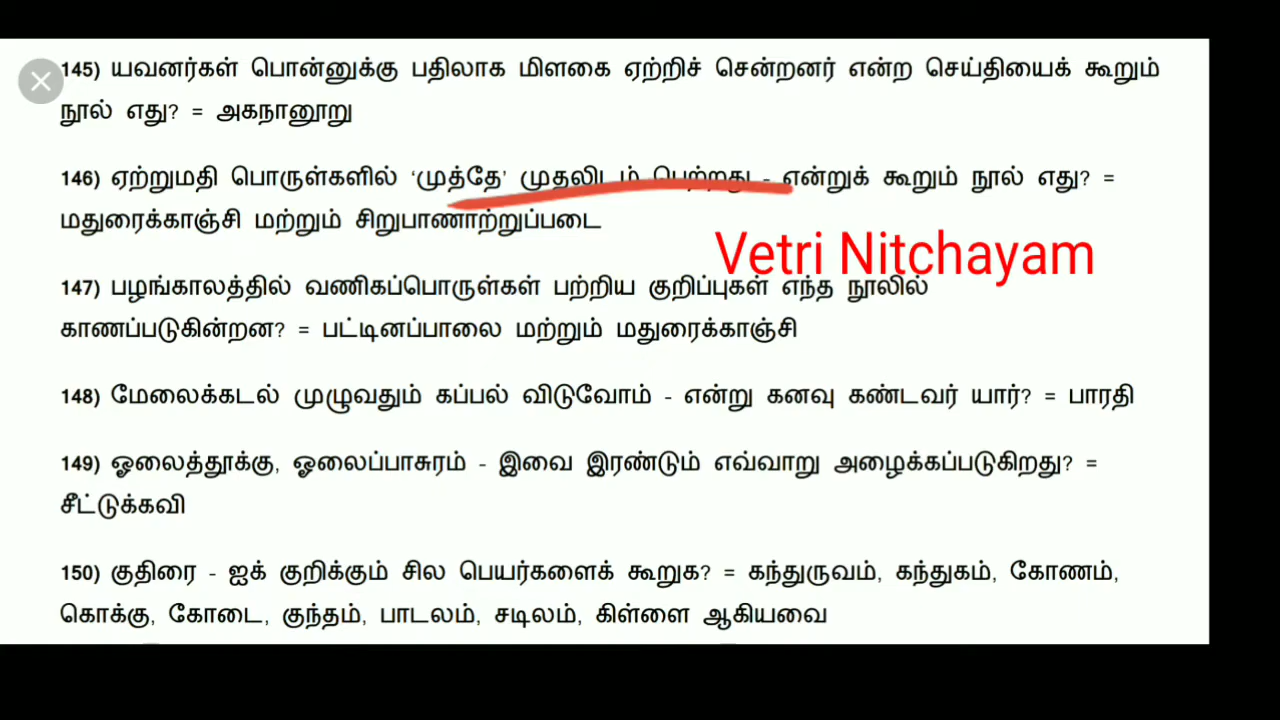 145) யவனர்கள் பொன்னுக்கு பதிலாக மிளகை ஏற்றிச் சென்றனர் என்ற செய்தியைக் கூறும்
நூல் எது? = அகநானூறு
146) ஏற்றுமதி பொருள்களில் ‘முத்தே’ முதலிடம் பெற்றது - என்றுக் கூறும் நூல் எது? =
மதுரைக்காஞ்சி மற்றும் சிறுபாணாற்றுப்படை
Vetri Nitchayam
147) பழங்காலத்தில் வணிகப்பொருள்கள் பற்றிய குறிப்புகள் எந்த நூலில்
காணப்படுகின்றன? = பட்டினப்பாலை மற்றும் மதுரைக்காஞ்சி
148) மேலைக்கடல் முழுவதும் கப்பல் விடுவோம் - என்று கனவு கண்டவர் யார்? = பாரதி
149) ஓலைத்தூக்கு, ஓலைப்பாசுரம் - இவை இரண்டும் எவ்வாறு அழைக்கப்படுகிறது? =
சீட்டுக்கவி
150) குதிரை - ஐக் குறிக்கும் சில பெயர்களைக் கூறுக? = கந்துருவம், கந்துகம், கோணம்,
கொக்கு, கோடை, குந்தம், பாடலம், சடிலம், கிள்ளை ஆகியவை